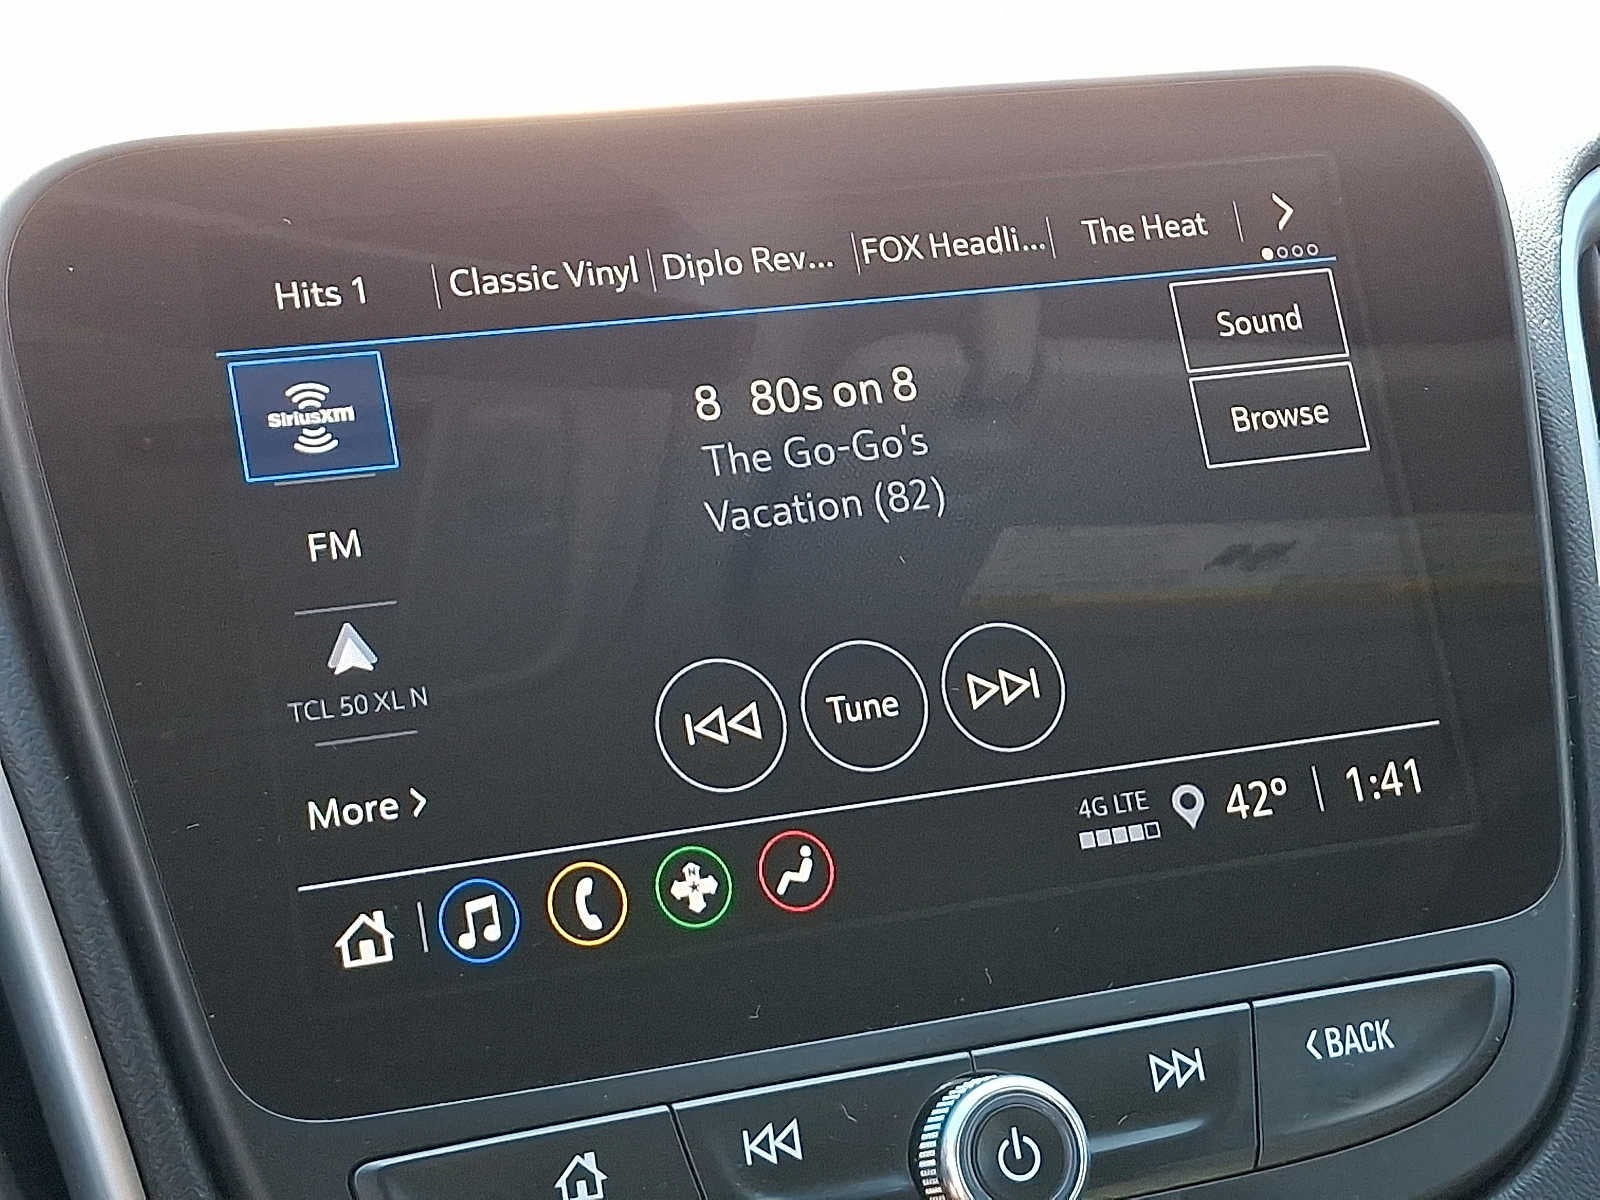 Hits 1 Classic Vinyl Diplo Rev... FOX Headli... The Heat
Sound
SiriusXM
8 80s on 8
Browse
The Go-Go's
Vacation (82)
FM
TCL 50 XL N
Tune
More
4G LTE 42° 1:41
N
BACK